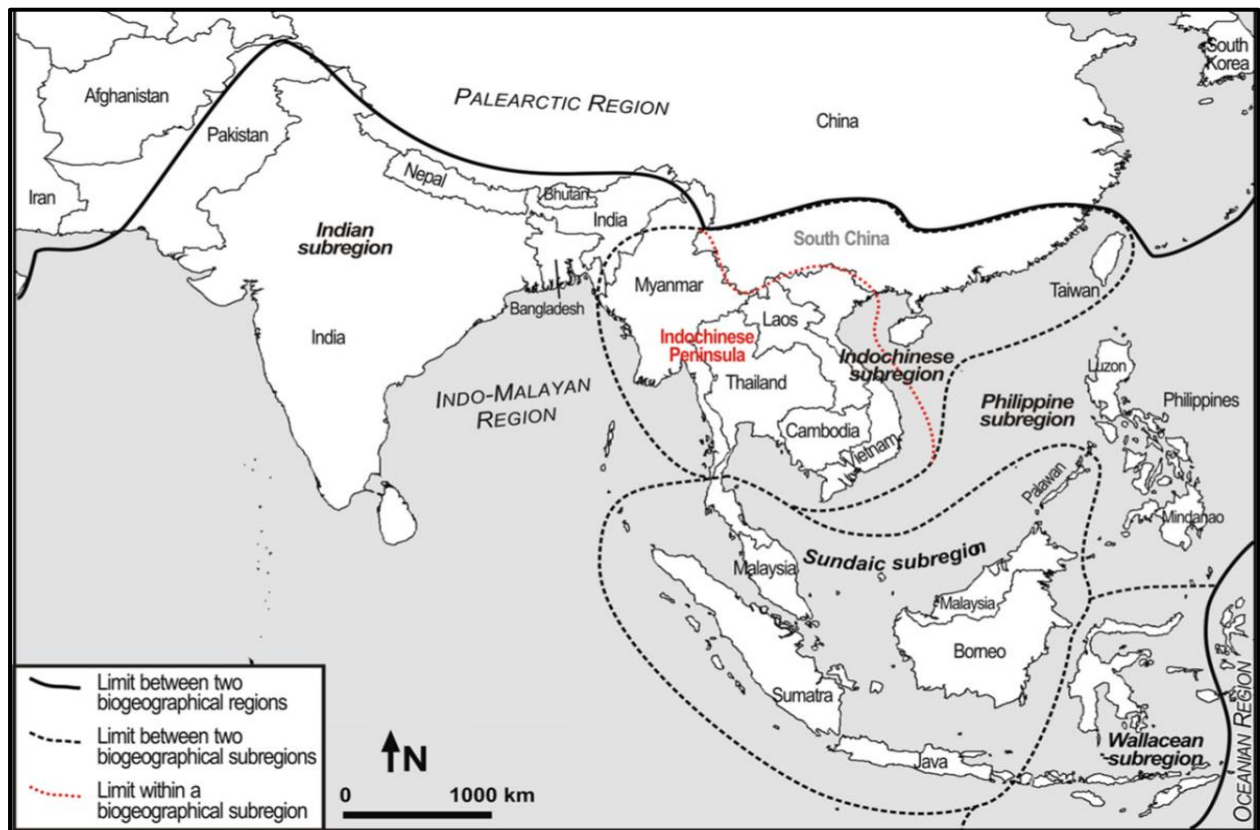 South
Korea
Afghanistan
PALEARCTIC REGION
China
Pakistan
Nepal
Iran
Bhutan
India
Indian
subregion
South China
Myanmar
Taiwan
Bangladesh
Laos
India
Indochinese
Peninsula
Indochinese
subregion
Luzon
Thailand
INDO-MALAYAN
REGION
Philippine
subregion
Philippines
Cambodia
Vietnam
Palawan
Mindanao
Sundaic subregion
Malaysia
Malaysia
Borneo
Sumatra
Wallacean
subregion
Java
OCEANIAN REGION
Limit between two
biogeographical regions
Limit between two
biogeographical subregions
Limit within a
biogeographical subregion
N
0 1000 km